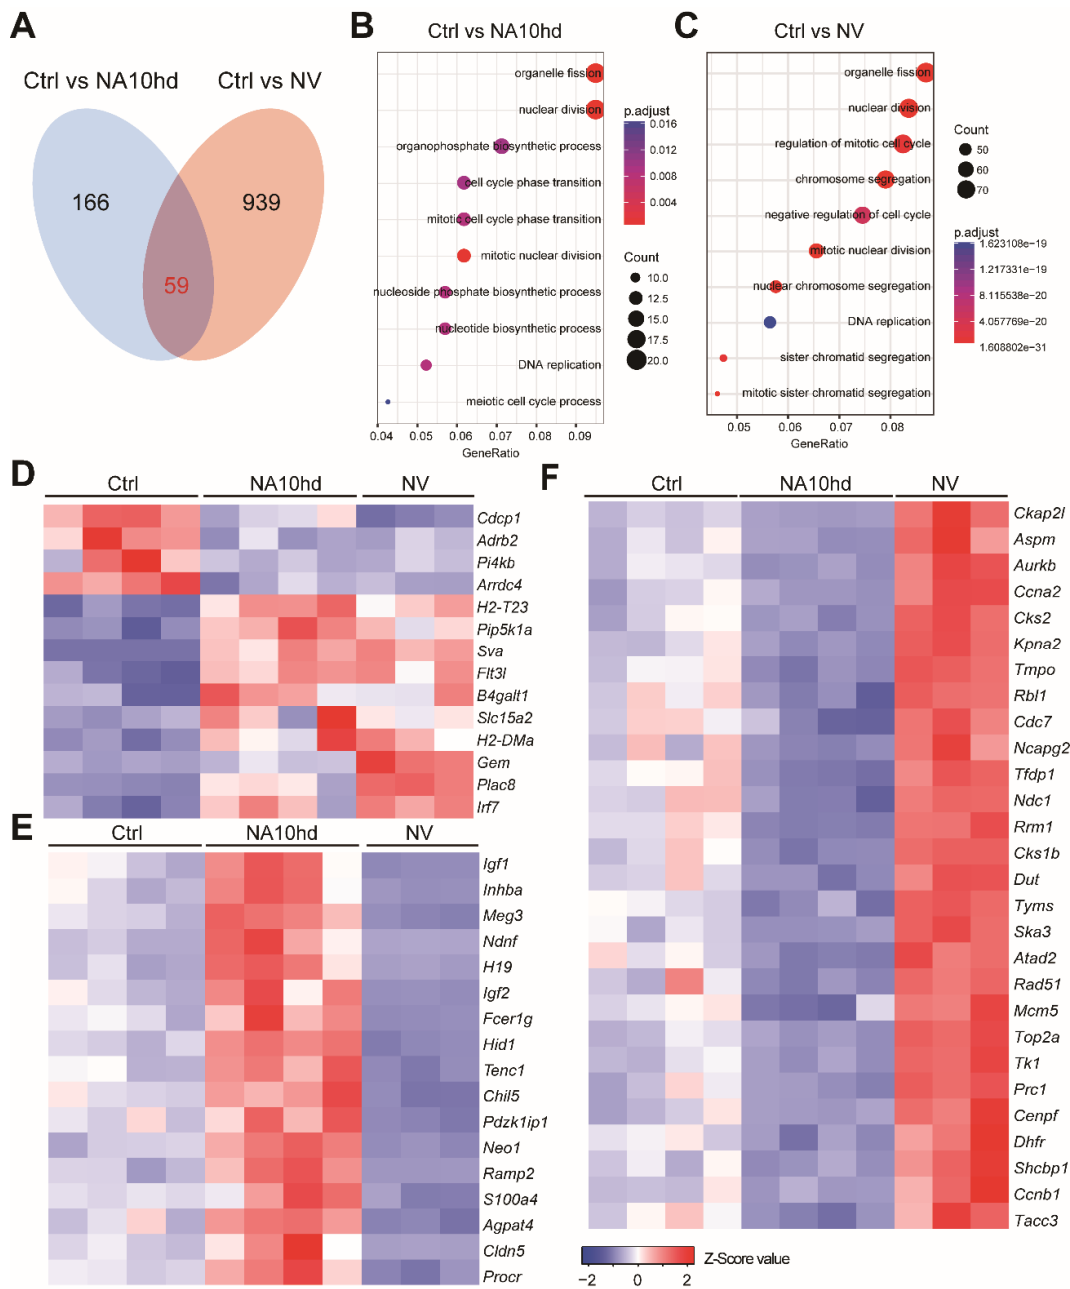 A
Ctrl vs NA10hd
Ctrl vs NV
166
59
939
B
Ctrl vs NA10hd
organelle fission
nuclear division
organophosphate biosynthetic process
cell cycle phase transition
mitotic cell cycle phase transition
mitotic nuclear division
nucleoside phosphate biosynthetic process
nucleotide biosynthetic process
DNA replication
meiotic cell cycle process
0.04 0.05 0.06 0.07 0.08 0.09
GeneRatio
p.adjust
0.016
0.012
0.008
0.004
Count
10.0
12.5
15.0
17.5
20.0
C
Ctrl vs NV
organelle fission
nuclear division
regulation of mitotic cell cycle
chromosome segregation
negative regulation of cell cycle
mitotic nuclear division
nuclear chromosome segregation
DNA replication
sister chromatid segregation
mitotic sister chromatid segregation
0.05 0.06 0.07 0.08
GeneRatio
Count
50
60
70
p.adjust
1.623108e−19
1.217331e−19
8.115538e−20
4.057769e−20
1.608802e−31
D
Ctrl NA10hd NV
Cdcp1
Adrb2
Pi4kb
Arrdc4
H2-T23
Pip5k1a
Sva
Flt3l
B4galt1
Slc15a2
H2-DMa
Gem
Plac8
Irf7
E
Ctrl NA10hd NV
Igf1
Inhba
Meg3
Ndnf
H19
Igf2
Fcer1g
Hid1
Tenc1
Chil5
Pdzk1ip1
Neo1
Ramp2
S100a4
Agpat4
Cldn5
Procr
F
Ctrl NA10hd NV
Ckap2l
Aspm
Aurkb
Ccna2
Cks2
Kpna2
Tmpo
Rbl1
Cdc7
Ncapg2
Tfdp1
Ndc1
Rrm1
Cks1b
Dut
Tyms
Ska3
Atad2
Rad51
Mcm5
Top2a
Tk1
Prc1
Cenpf
Dhfr
Shcbp1
Ccnb1
Tacc3
Z-Score value
−2 0 2